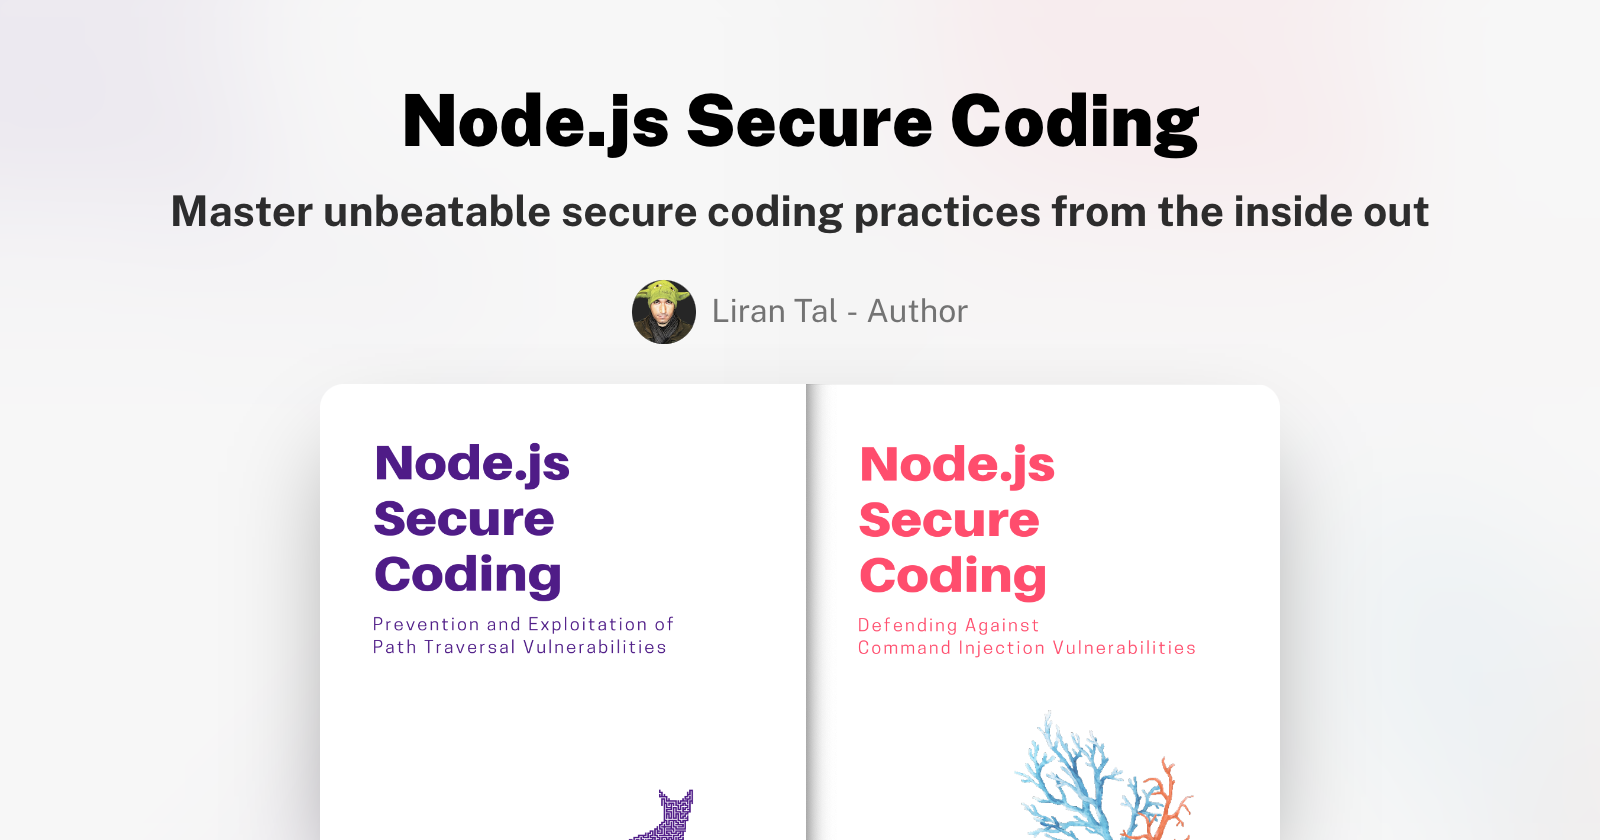 Node.js Secure Coding
Master unbeatable secure coding practices from the inside out
Liran Tal - Author
Node.js
Secure
Coding
Prevention and Exploitation of
Path Traversal Vulnerabilities
Node.js
Secure
Coding
Defending Against
Command Injection Vulnerabilities